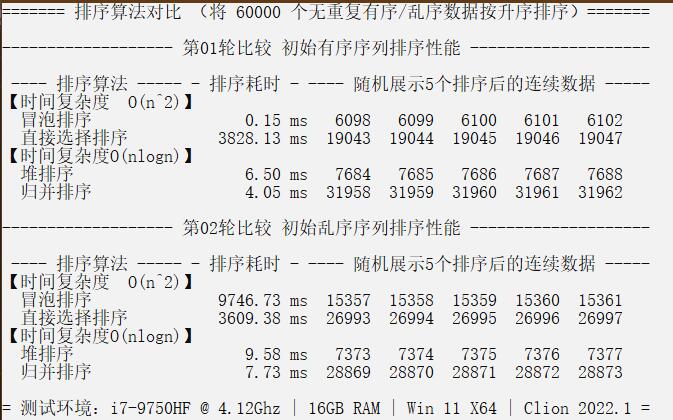 ======= 排序算法对比 （将 60000 个无重复有序/乱序数据按升序排序）=======
------------------- 第01轮比较 初始有序序列排序性能 --------------------
---- 排序算法 ----- - 排序耗时 - ---- 随机展示5个排序后的连续数据 -----
【时间复杂度 O(n^2)】
冒泡排序 0.15 ms 6098 6099 6100 6101 6102
直接选择排序 3828.13 ms 19043 19044 19045 19046 19047
【时间复杂度O(nlogn)】
堆排序 6.50 ms 7684 7685 7686 7687 7688
归并排序 4.05 ms 31958 31959 31960 31961 31962
------------------- 第02轮比较 初始乱序序列排序性能 --------------------
---- 排序算法 ----- - 排序耗时 - ---- 随机展示5个排序后的连续数据 -----
【时间复杂度 O(n^2)】
冒泡排序 9746.73 ms 15357 15358 15359 15360 15361
直接选择排序 3609.38 ms 26993 26994 26995 26996 26997
【时间复杂度O(nlogn)】
堆排序 9.58 ms 7373 7374 7375 7376 7377
归并排序 7.73 ms 28869 28870 28871 28872 28873
= 测试环境：i7-9750HF @ 4.12Ghz | 16GB RAM | Win 11 X64 | Clion 2022.1 =